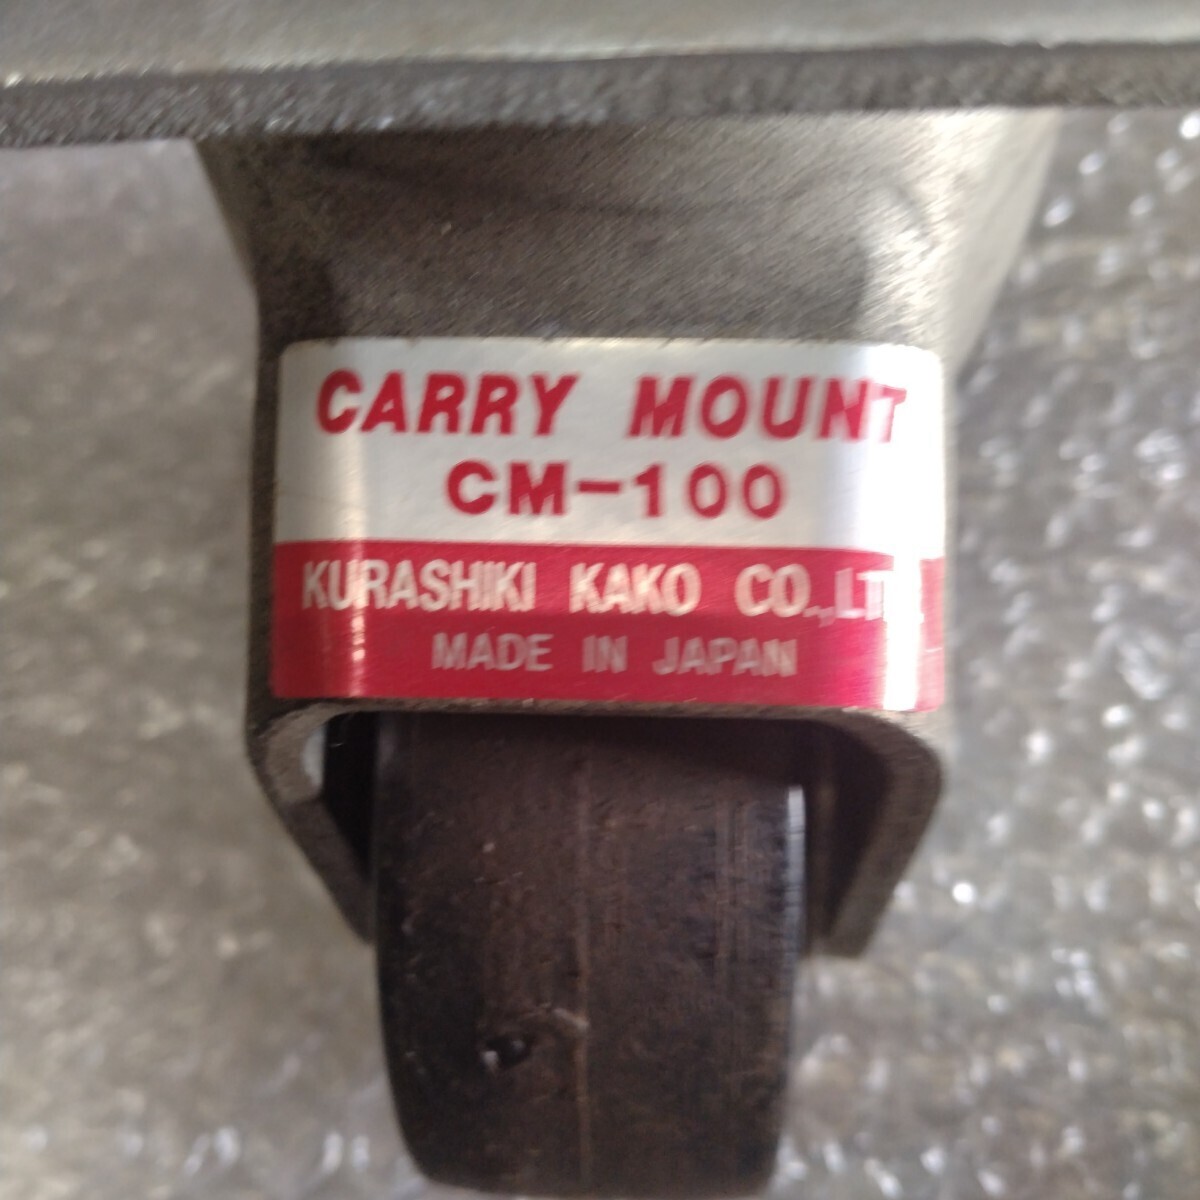 CARRY MOUNT
CM-100
KURASHIKI KAKO CO.,LTD.
MADE IN JAPAN